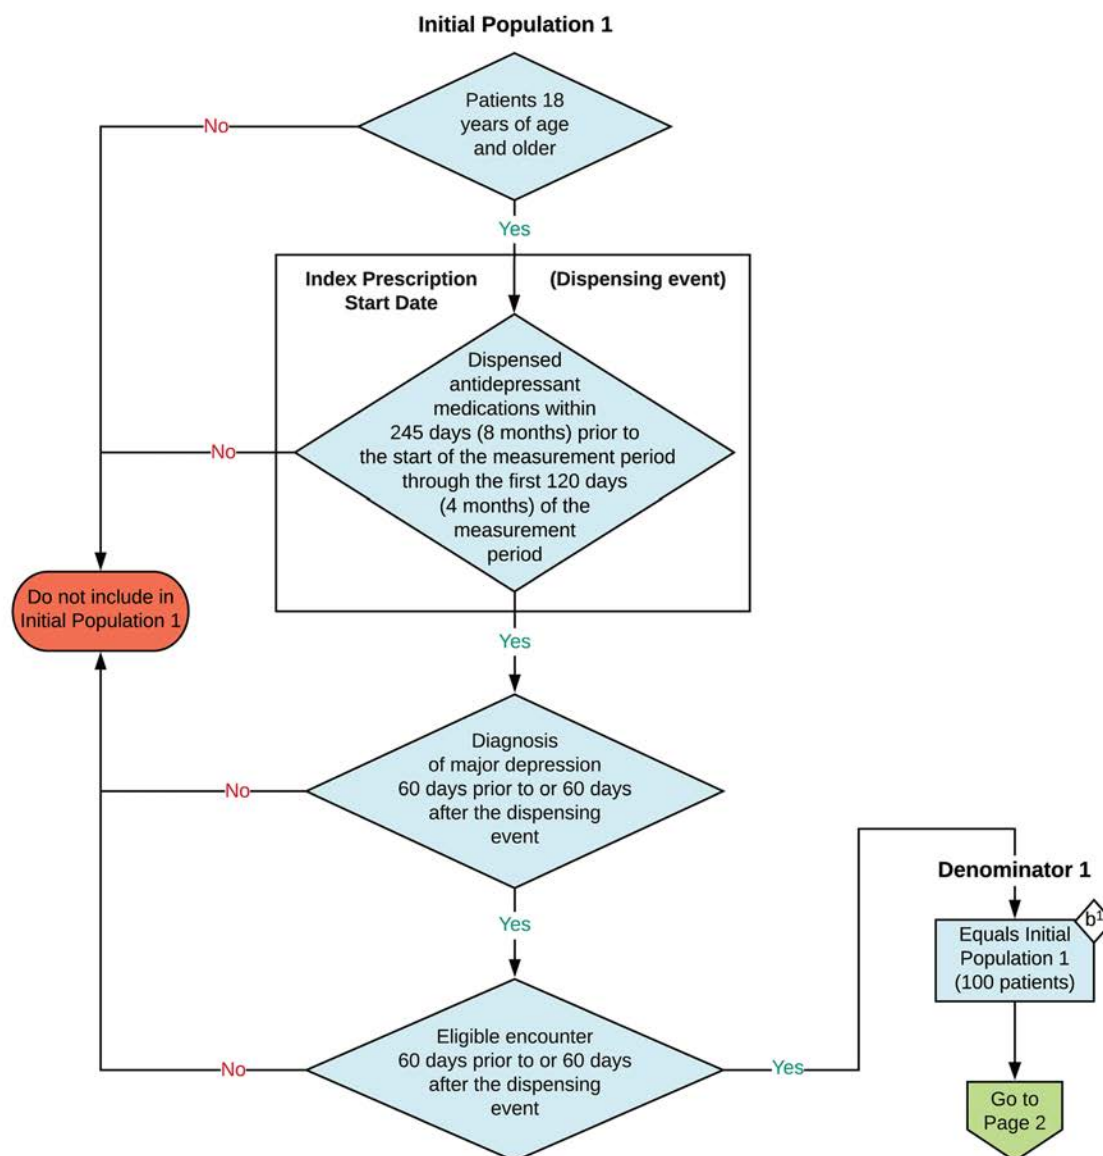 Initial Population 1
Patients 18
years of age
and older
No
Yes
Index Prescription
Start Date
(Dispensing event)
Dispensed
antidepressant
medications within
245 days (8 months) prior to
the start of the measurement period
through the first 120 days
(4 months) of the
measurement
period
No
Do not include in
Initial Population 1
Yes
Diagnosis
of major depression
60 days prior to or 60 days
after the dispensing
event
No
Yes
Eligible encounter
60 days prior to or 60 days
after the dispensing
event
No
Yes
Denominator 1
b1
Equals Initial
Population 1
(100 patients)
Go to
Page 2